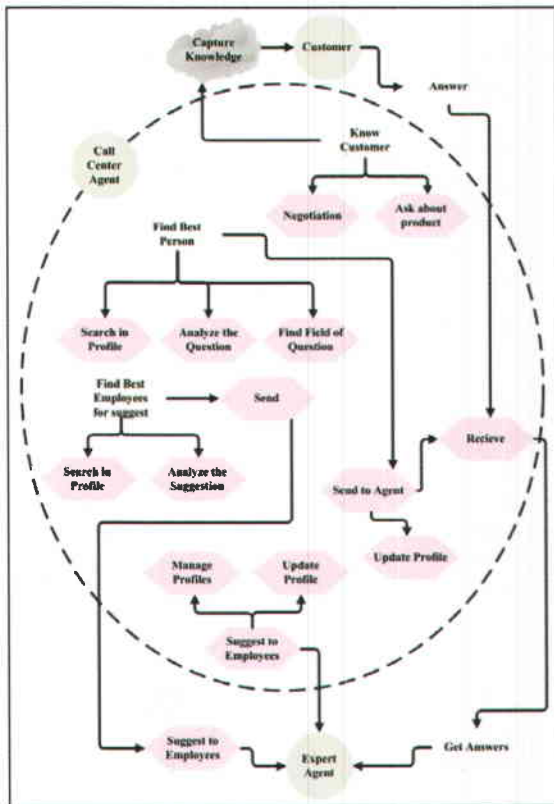 Capture
Knowledge
Customer
Answer
Know
Customer
Call
Center
Agent
Negotiation
Ask about
product
Find Best
Person
Search in
Profile
Analyze the
Question
Find Field of
Question
Find Best
Employees
for suggest
Send
Recieve
Search in
Profile
Analyze the
Suggestion
Send to Agent
Update Profile
Manage
Profiles
Update
Profile
Suggest to
Employees
Suggest to
Employees
Expert
Agent
Get Answers